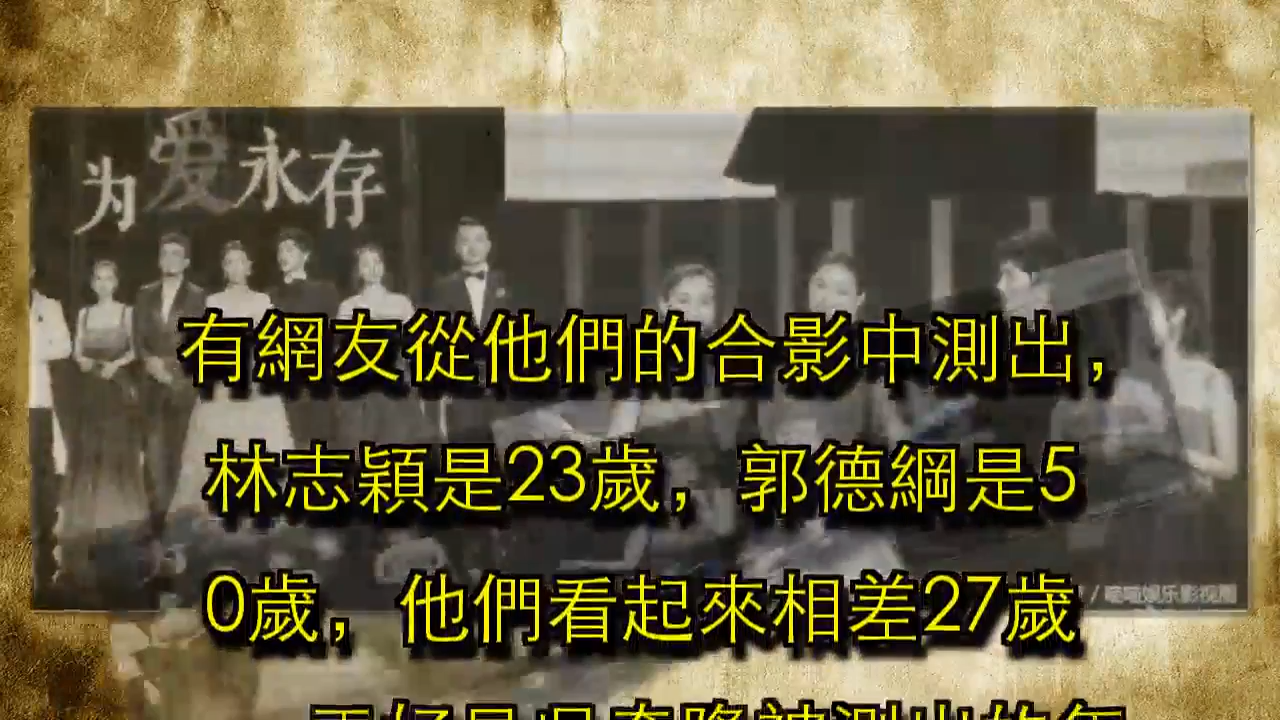 为爱永存
有網友從他們的合影中測出，
林志穎是23歲，郭德綱是5
0歲，他們看起來相差27歲